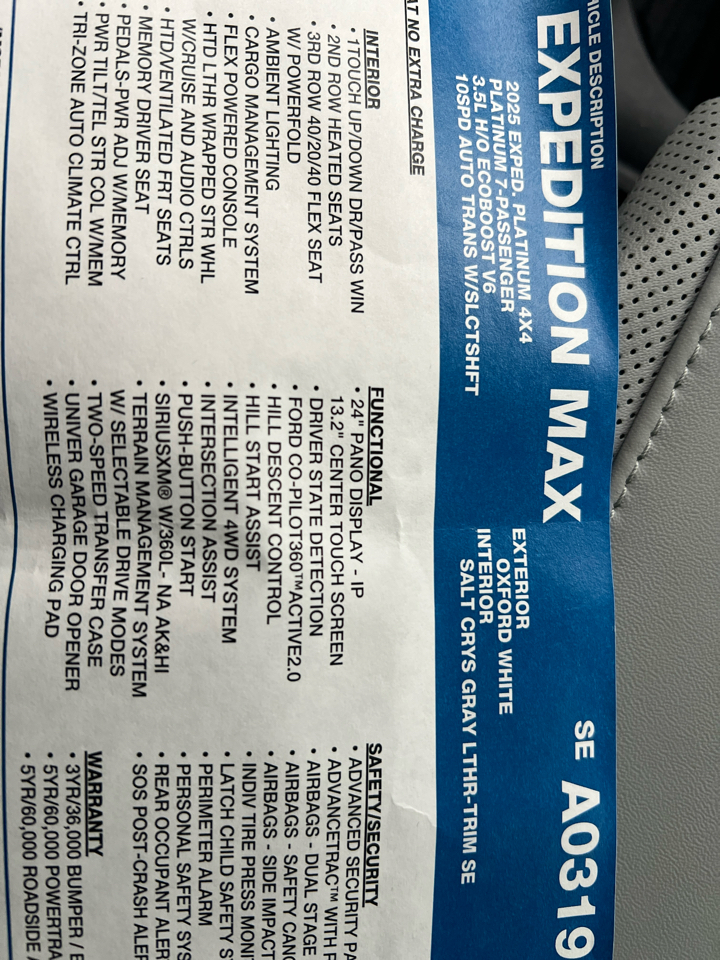 VEHICLE DESCRIPTION
EXPEDITION MAX
SE A0319
2025 EXPED. PLATINUM 4X4
PLATINUM 7-PASSENGER
3.5L H/O ECOBOOST V6
10SPD AUTO TRANS W/SLCTSHFT
EXTERIOR
OXFORD WHITE
INTERIOR
SALT CRYS GRAY LTHR-TRIM SE
AT NO EXTRA CHARGE
INTERIOR
• 1TOUCH UP/DOWN DR/PASS WIN
• 2ND ROW HEATED SEATS
• 3RD ROW 40/20/40 FLEX SEAT
W/ POWERFOLD
• AMBIENT LIGHTING
• CARGO MANAGEMENT SYSTEM
• FLEX POWERED CONSOLE
• HTD LTHR WRAPPED STR WHL
W/CRUISE AND AUDIO CTRLS
• HTD/VENTILATED FRT SEATS
• MEMORY DRIVER SEAT
• PEDALS-PWR ADJ W/MEMORY
• PWR TILT/TEL STR COL W/MEM
• TRI-ZONE AUTO CLIMATE CTRL
FUNCTIONAL
• 24" PANO DISPLAY - IP
13.2" CENTER TOUCH SCREEN
• DRIVER STATE DETECTION
• FORD CO-PILOT360™ACTIVE2.0
• HILL DESCENT CONTROL
• HILL START ASSIST
• INTELLIGENT 4WD SYSTEM
• INTERSECTION ASSIST
• PUSH-BUTTON START
• SIRIUSXM® W/360L- NA AK&HI
• TERRAIN MANAGEMENT SYSTEM
W/ SELECTABLE DRIVE MODES
• TWO-SPEED TRANSFER CASE
• UNIVER GARAGE DOOR OPENER
• WIRELESS CHARGING PAD
SAFETY/SECURITY
• ADVANCED SECURITY PA
• ADVANCETRAC™ WITH
• AIRBAGS - DUAL STAGE
• AIRBAGS - SAFETY CANO
• AIRBAGS - SIDE IMPACT
• INDIV TIRE PRESS MONI
• LATCH CHILD SAFETY S
• PERIMETER ALARM
• PERSONAL SAFETY SYS
• REAR OCCUPANT ALER
• SOS POST-CRASH ALER
WARRANTY
• 3YR/36,000 BUMPER /
• 5YR/60,000 POWERTRA
• 5YR/60,000 ROADSIDE